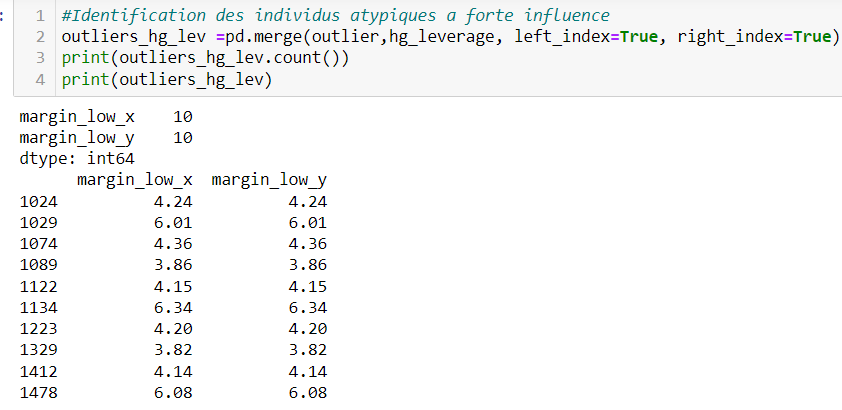 :
1 #Identification des individus atypiques a forte influence
2 outliers_hg_lev =pd.merge(outlier,hg_leverage, left_index=True, right_index=True)
3 print(outliers_hg_lev.count())
4 print(outliers_hg_lev)
margin_low_x    10
margin_low_y    10
dtype: int64
      margin_low_x  margin_low_y
1024          4.24          4.24
1029          6.01          6.01
1074          4.36          4.36
1089          3.86          3.86
1122          4.15          4.15
1134          6.34          6.34
1223          4.20          4.20
1329          3.82          3.82
1412          4.14          4.14
1478          6.08          6.08